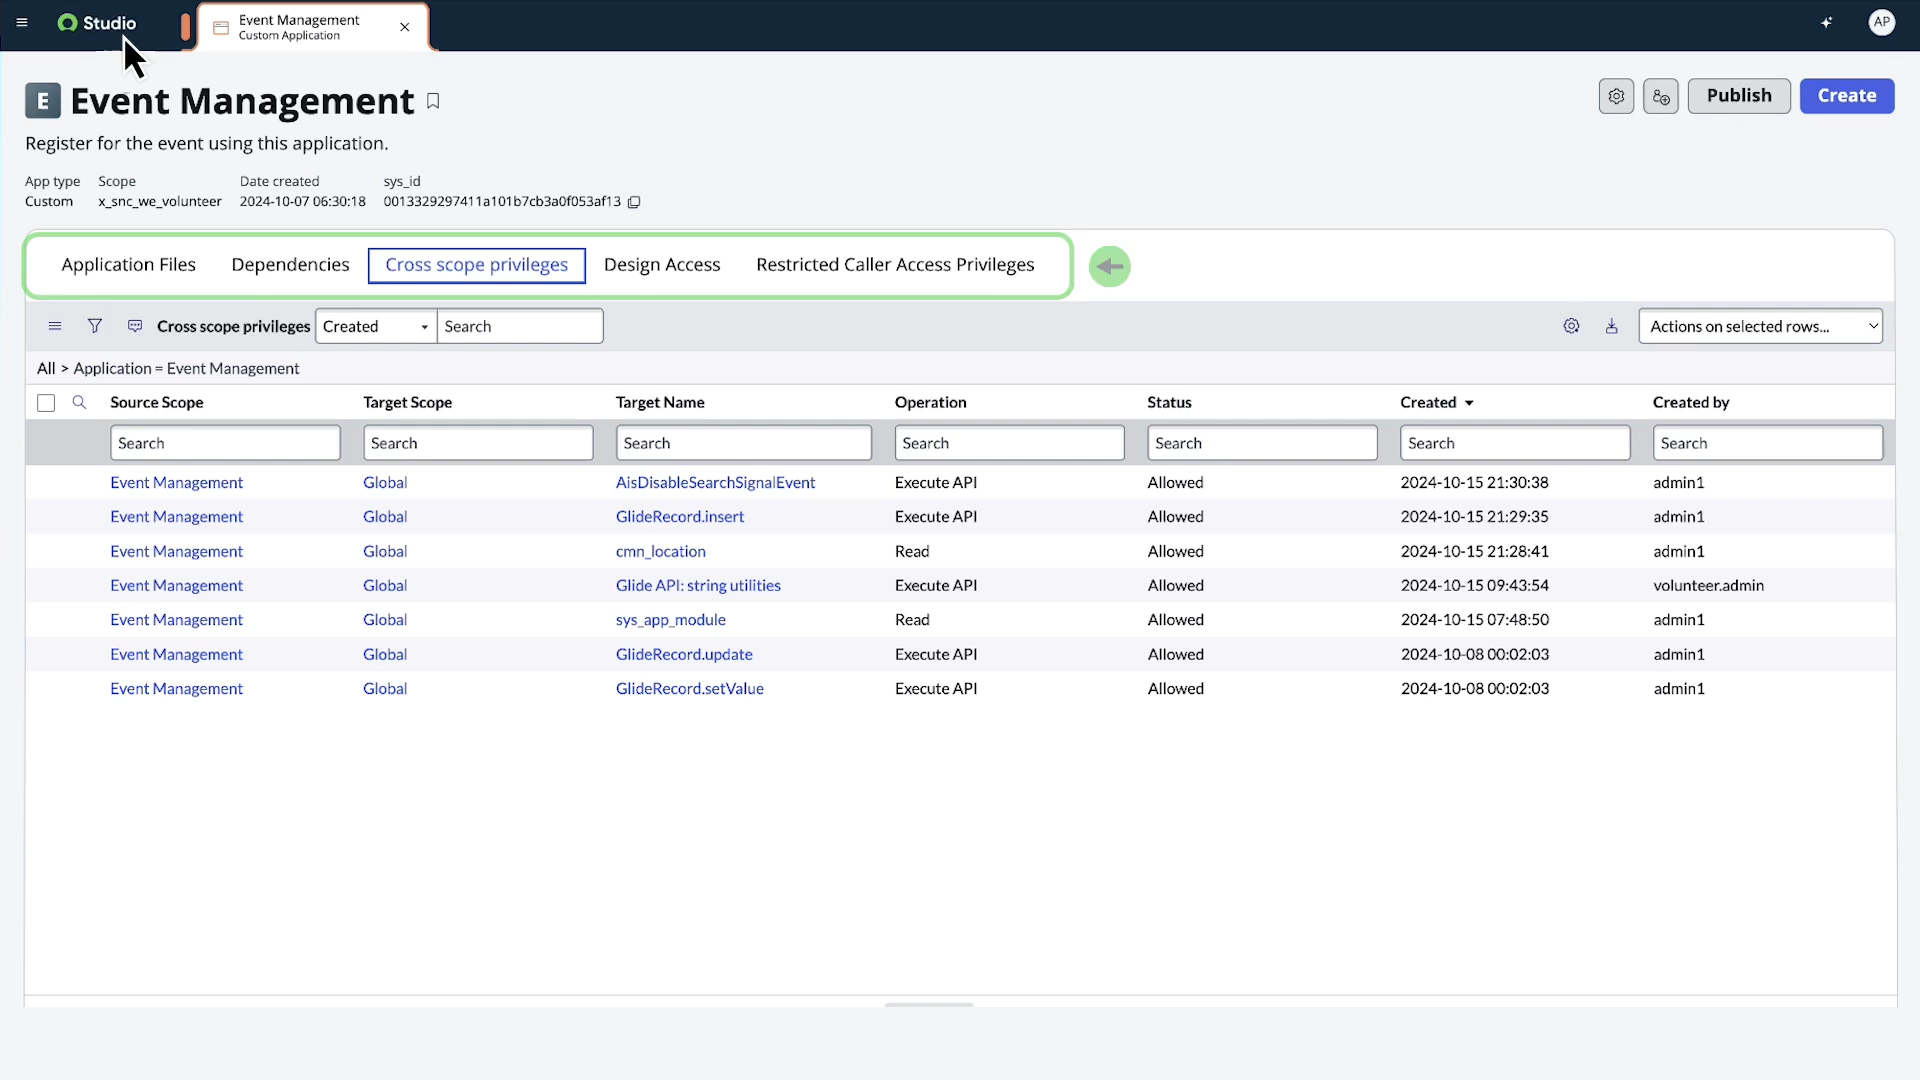 Studio
Event Management
Custom Application
AP
E
Event Management
Publish
Create
Register for the event using this application.
App type Scope Date created sys_id
Custom x_snc_we_volunteer 2024-10-07 06:30:18 0013329297411a101b7cb3a0f053af13
Application Files Dependencies Cross scope privileges Design Access Restricted Caller Access Privileges
Cross scope privileges Created Search Actions on selected rows...
All > Application = Event Management
Source Scope Target Scope Target Name Operation Status Created Created by
Search Search Search Search Search Search Search
Event Management Global AisDisableSearchSignalEvent Execute API Allowed 2024-10-15 21:30:38 admin1
Event Management Global GlideRecord.insert Execute API Allowed 2024-10-15 21:29:35 admin1
Event Management Global cmn_location Read Allowed 2024-10-15 21:28:41 admin1
Event Management Global Glide API: string utilities Execute API Allowed 2024-10-15 09:43:54 volunteer.admin
Event Management Global sys_app_module Read Allowed 2024-10-15 07:48:50 admin1
Event Management Global GlideRecord.update Execute API Allowed 2024-10-08 00:02:03 admin1
Event Management Global GlideRecord.setValue Execute API Allowed 2024-10-08 00:02:03 admin1